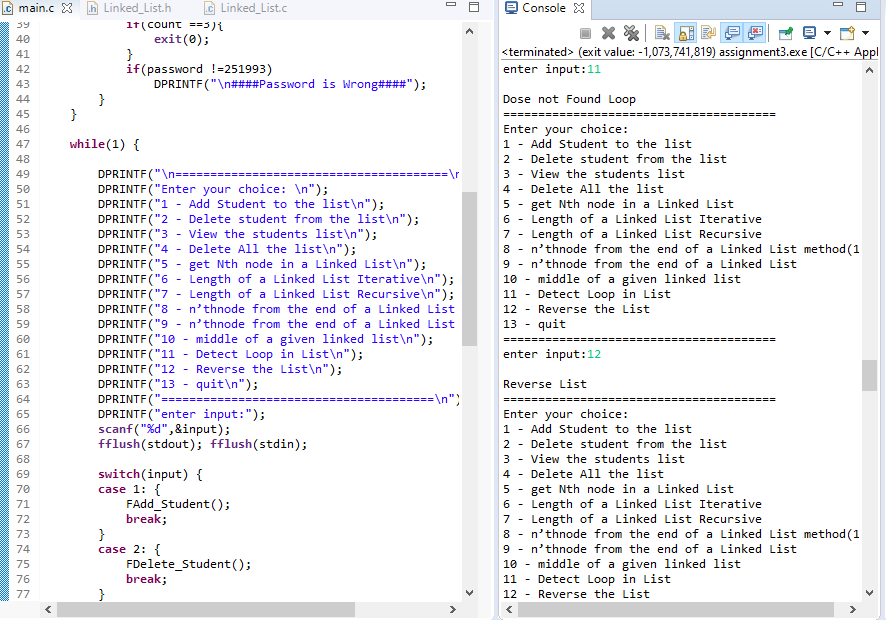 main.c Linked_List.h Linked_List.c
39 if(count ==3){
40 exit(0);
41 }
42 if(password !=251993)
43 DPRINTF("\n####Password is Wrong####");
44 }
45 }
46
47 while(1) {
48
49 DPRINTF("\n=======================================\n
50 DPRINTF("Enter your choice: \n");
51 DPRINTF("1 - Add Student to the list\n");
52 DPRINTF("2 - Delete student from the list\n");
53 DPRINTF("3 - View the students list\n");
54 DPRINTF("4 - Delete All the list\n");
55 DPRINTF("5 - get Nth node in a Linked List\n");
56 DPRINTF("6 - Length of a Linked List Iterative\n");
57 DPRINTF("7 - Length of a Linked List Recursive\n");
58 DPRINTF("8 - n’thnode from the end of a Linked List
59 DPRINTF("9 - n’thnode from the end of a Linked List
60 DPRINTF("10 - middle of a given linked list\n");
61 DPRINTF("11 - Detect Loop in List\n");
62 DPRINTF("12 - Reverse the List\n");
63 DPRINTF("13 - quit\n");
64 DPRINTF("=======================================\n")
65 DPRINTF("enter input:");
66 scanf("%d",&input);
67 fflush(stdout); fflush(stdin);
68
69 switch(input) {
70 case 1: {
71 FAdd_Student();
72 break;
73 }
74 case 2: {
75 FDelete_Student();
76 break;
77 }
Console
<terminated> (exit value: -1,073,741,819) assignment3.exe [C/C++ Appl
enter input:11
Dose not Found Loop
=======================================
Enter your choice:
1 - Add Student to the list
2 - Delete student from the list
3 - View the students list
4 - Delete All the list
5 - get Nth node in a Linked List
6 - Length of a Linked List Iterative
7 - Length of a Linked List Recursive
8 - n’thnode from the end of a Linked List method(1
9 - n’thnode from the end of a Linked List
10 - middle of a given linked list
11 - Detect Loop in List
12 - Reverse the List
13 - quit
=======================================
enter input:12
Reverse List
=======================================
Enter your choice:
1 - Add Student to the list
2 - Delete student from the list
3 - View the students list
4 - Delete All the list
5 - get Nth node in a Linked List
6 - Length of a Linked List Iterative
7 - Length of a Linked List Recursive
8 - n’thnode from the end of a Linked List method(1
9 - n’thnode from the end of a Linked List
10 - middle of a given linked list
11 - Detect Loop in List
12 - Reverse the List